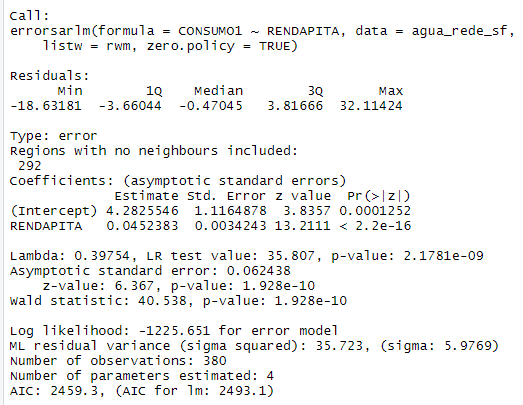 Call:
errorsarlm(formula = CONSUMO1 ~ RENDAPITA, data = agua_rede_sf,
    listw = rwm, zero.policy = TRUE)
Residuals:
      Min        1Q    Median        3Q       Max
-18.63181  -3.66044  -0.47045   3.81666  32.11424
Type: error
Regions with no neighbours included:
 292
Coefficients: (asymptotic standard errors)
             Estimate Std. Error z value  Pr(>|z|)
(Intercept) 4.2825546  1.1164878  3.8357 0.0001252
RENDAPITA   0.0452383  0.0034243 13.2111 < 2.2e-16
Lambda: 0.39754, LR test value: 35.807, p-value: 2.1781e-09
Asymptotic standard error: 0.062438
    z-value: 6.367, p-value: 1.928e-10
Wald statistic: 40.538, p-value: 1.928e-10
Log likelihood: -1225.651 for error model
ML residual variance (sigma squared): 35.723, (sigma: 5.9769)
Number of observations: 380
Number of parameters estimated: 4
AIC: 2459.3, (AIC for lm: 2493.1)